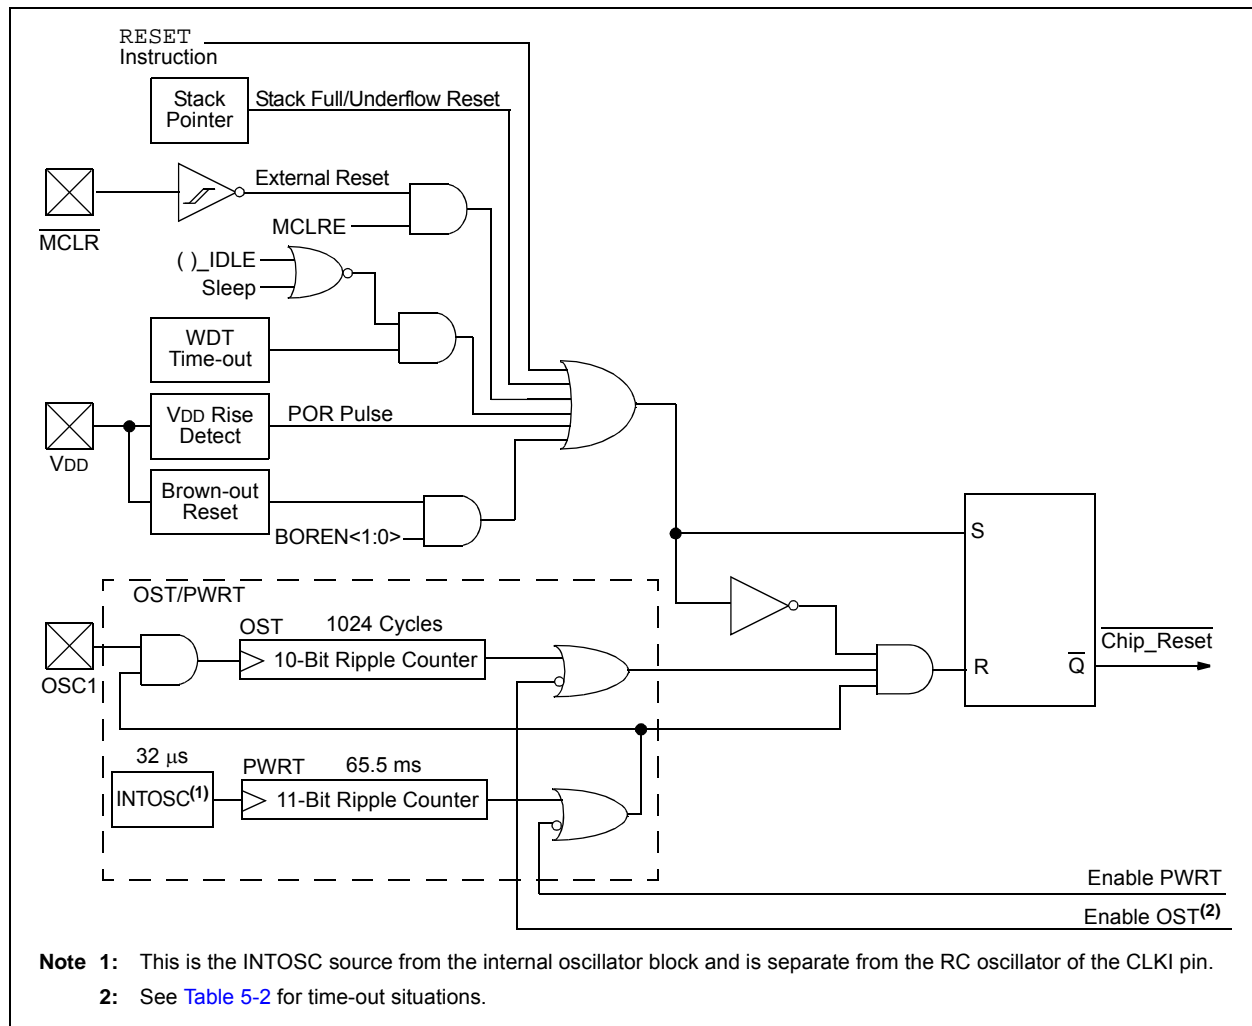 RESET
Instruction
Stack
Pointer
Stack Full/Underflow Reset
External Reset
MCLR
MCLRE
( )_IDLE
Sleep
WDT
Time-out
VDD Rise
Detect
POR Pulse
VDD
Brown-out
Reset
BOREN<1:0>
S
OST/PWRT
OST
1024 Cycles
10-Bit Ripple Counter
OSC1
R
Q
Chip_Reset
32 μs
INTOSC(1)
PWRT
65.5 ms
11-Bit Ripple Counter
Enable PWRT
Enable OST(2)
Note 1: This is the INTOSC source from the internal oscillator block and is separate from the RC oscillator of the CLKI pin.
2: See Table 5-2 for time-out situations.